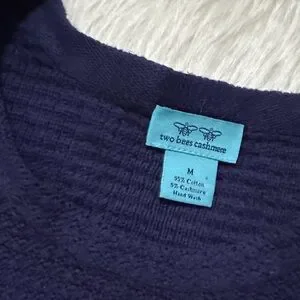 two bees cashmere
M
95% Cotton
5% Cashmere
Hand Wash